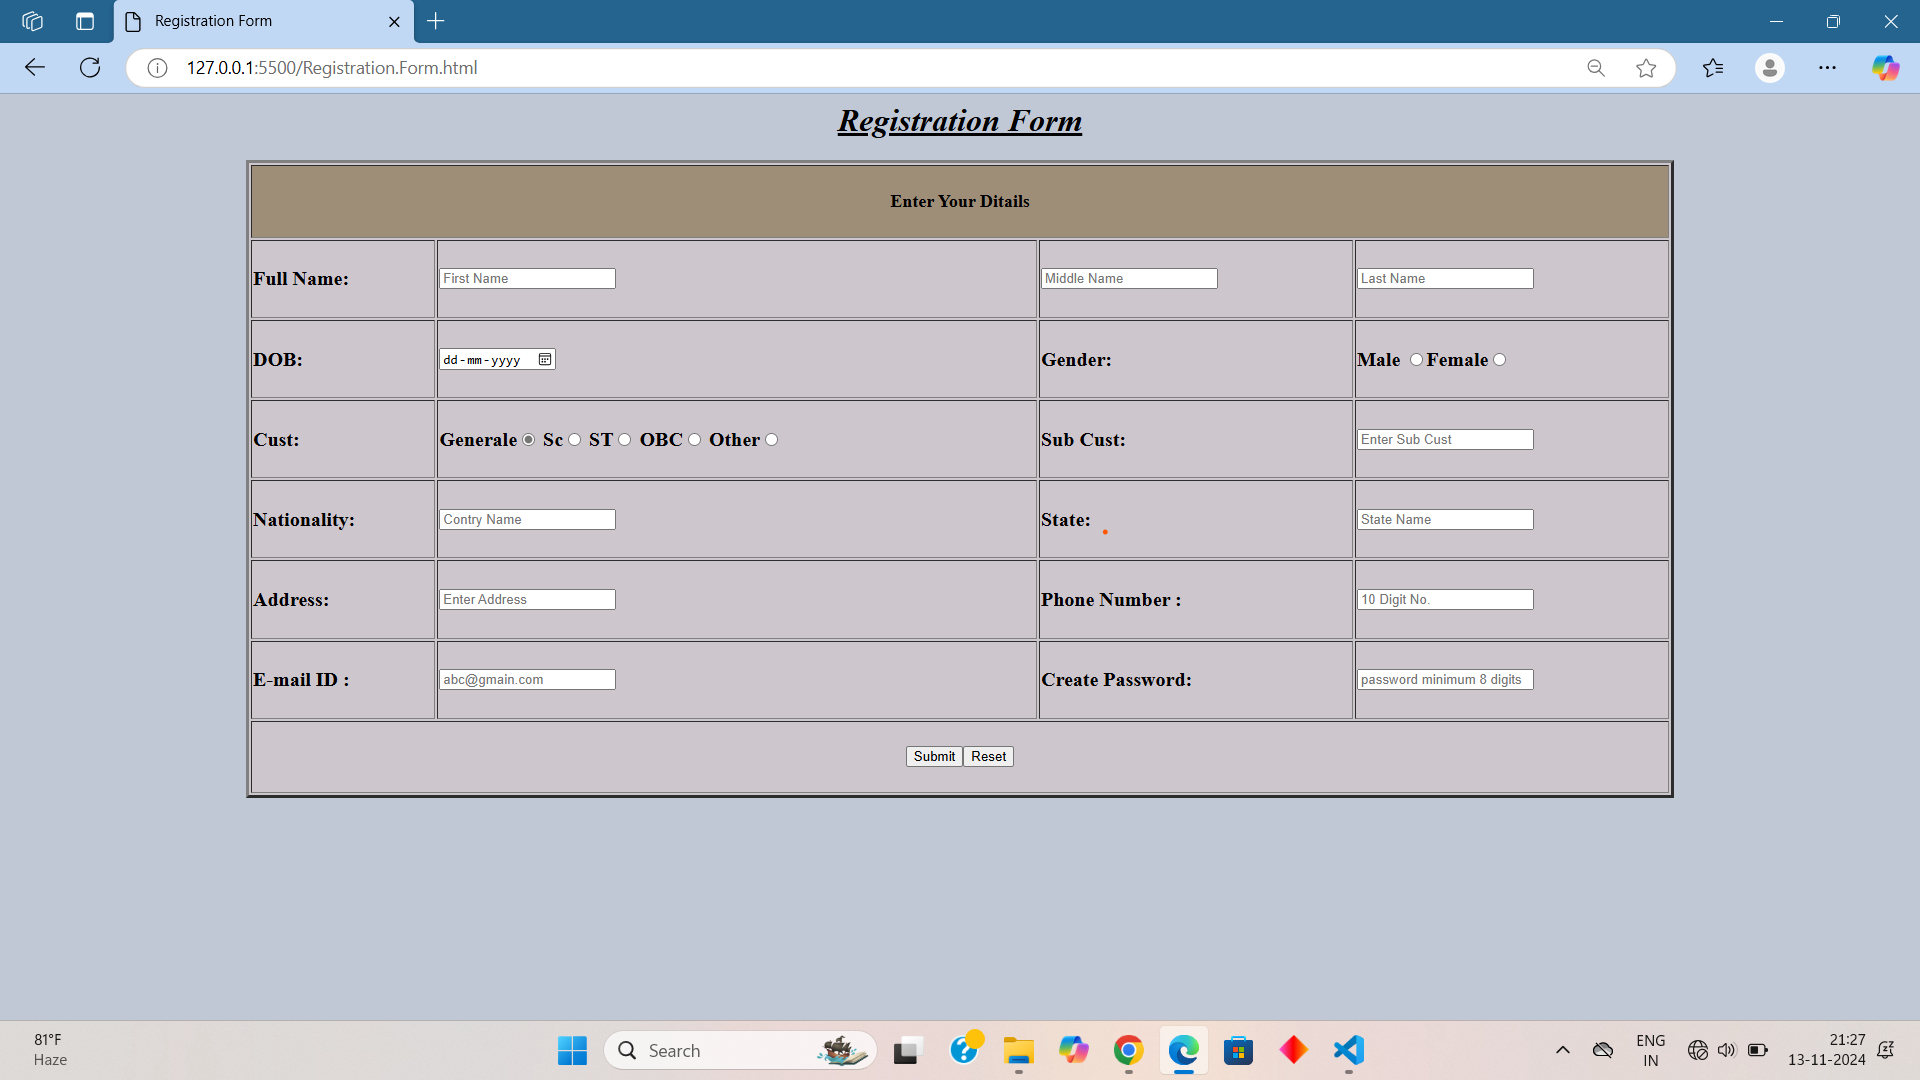 Registration Form
127.0.0.1:5500/Registration.Form.html
Registration Form
Enter Your Ditails
Full Name: First Name Middle Name Last Name
DOB: dd-mm-yyyy Gender: Male Female
Cust: Generale Sc ST OBC Other Sub Cust: Enter Sub Cust
Nationality: Contry Name State: State Name
Address: Enter Address Phone Number : 10 Digit No.
E-mail ID : abc@gmain.com Create Password: password minimum 8 digits
Submit Reset
81°F
Haze
Search
ENG
IN
21:27
13-11-2024